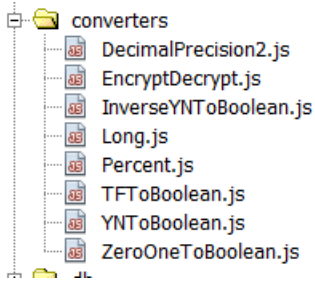 converters
DecimalPrecision2.js
EncryptDecrypt.js
InverseYNToBoolean.js
Long.js
Percent.js
TFToBoolean.js
YNToBoolean.js
ZeroOneToBoolean.js